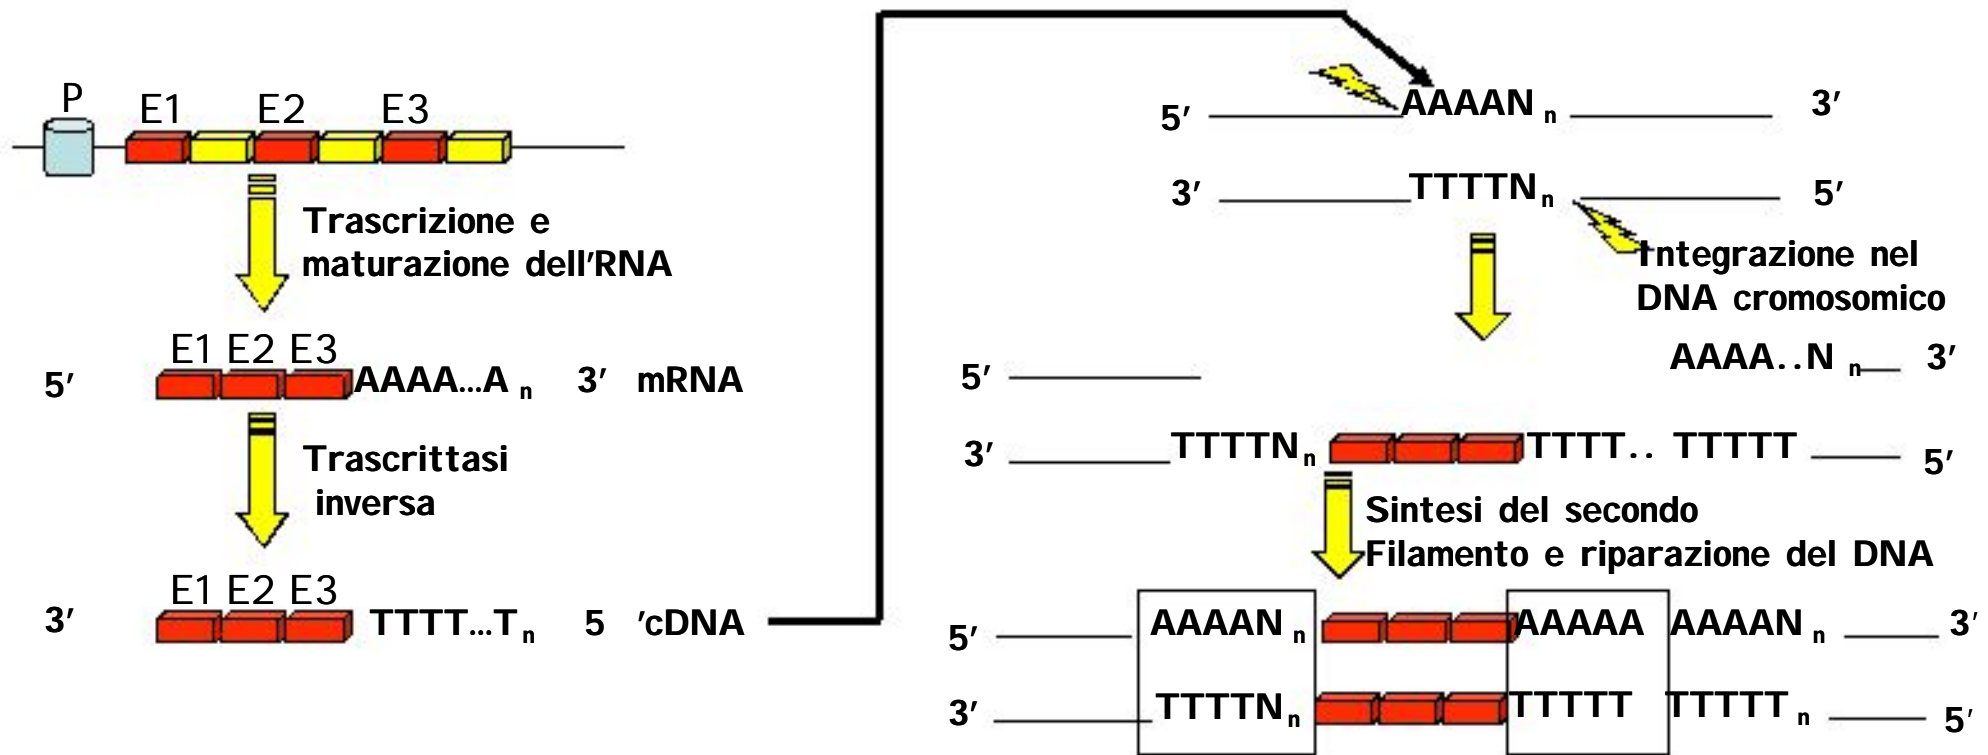 P E1 E2 E3
Trascrizione e
maturazione dell'RNA
E1 E2 E3
5' AAAA...A n 3' mRNA
Trascrittasi
inversa
E1 E2 E3
3' TTTT...T n 5 'cDNA
5' AAAAN n 3'
3' TTTTN n 5'
Integrazione nel
DNA cromosomico
AAAA..N n 3'
5'
3' TTTTN n TTTT.. TTTTT 5'
Sintesi del secondo
Filamento e riparazione del DNA
5' AAAAN n AAAAA AAAAN n 3'
3' TTTTN n TTTTT TTTTT n 5'